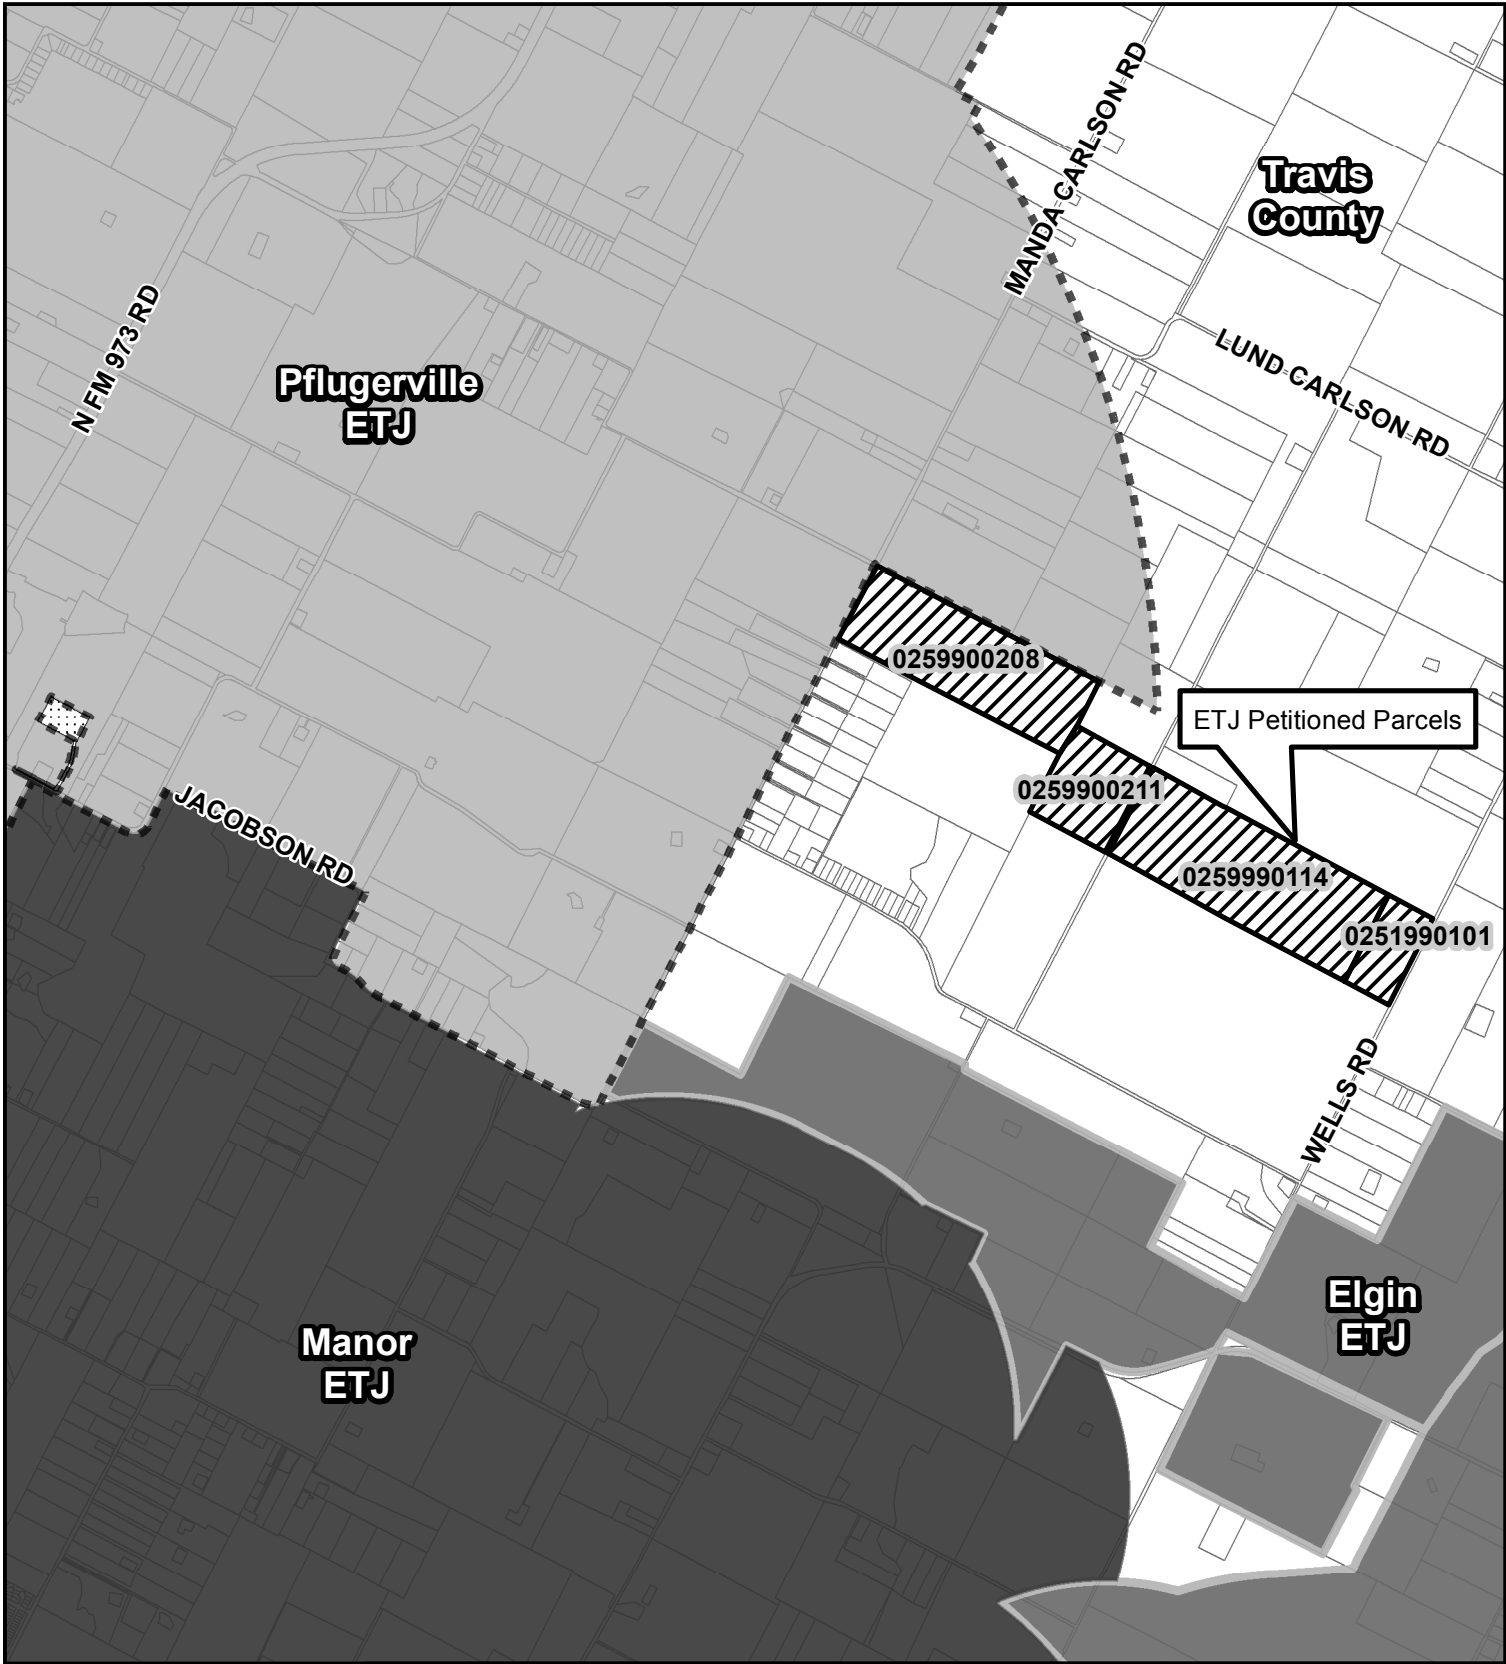 MANDA CARLSON RD
Travis
County
N FM 973 RD
LUND CARLSON RD
Pflugerville
ETJ
0259900208
ETJ Petitioned Parcels
0259900211
JACOBSON RD
0259990114
0251990101
WELLS RD
Elgin
ETJ
Manor
ETJ